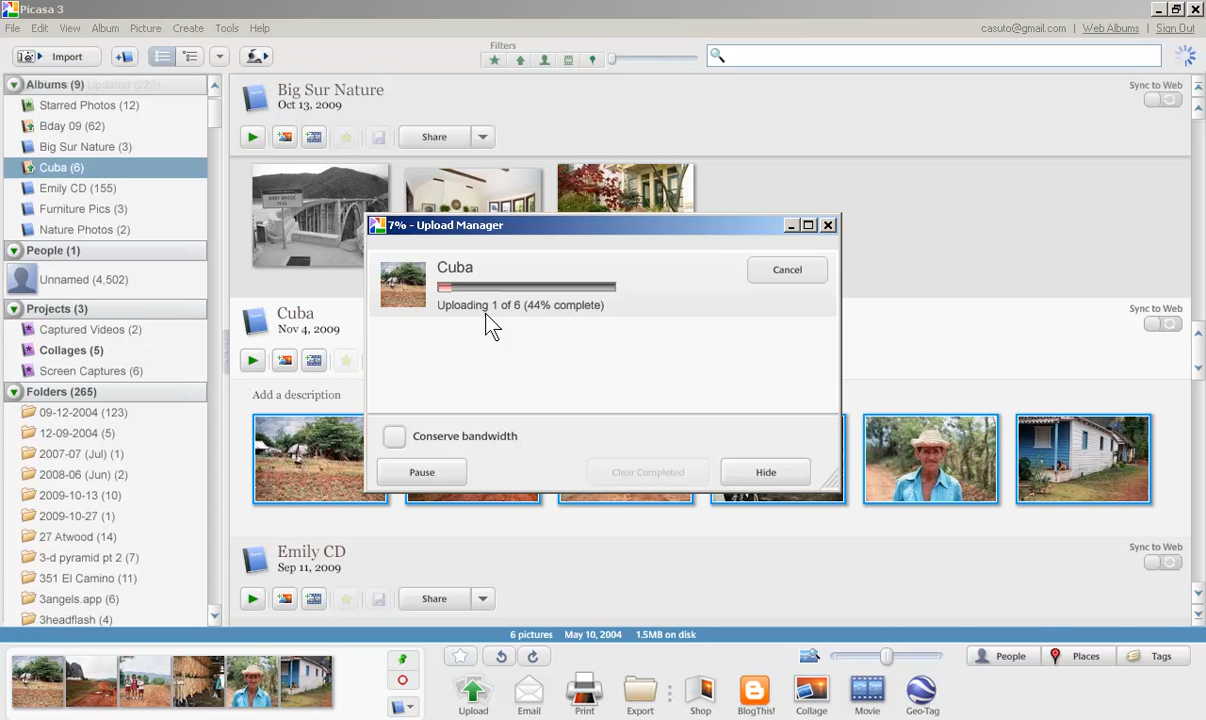 Picasa 3
File Edit View Album Picture Create Tools Help
casuto@gmail.com | Web Albums | Sign Out
Import
Filters
Albums (9) Updated (223)
Starred Photos (12)
Bday 09 (62)
Big Sur Nature (3)
Cuba (6)
Emily CD (155)
Furniture Pics (3)
Nature Photos (2)
People (1)
Unnamed (4,502)
Projects (3)
Captured Videos (2)
Collages (5)
Screen Captures (6)
Folders (265)
09-12-2004 (123)
12-09-2004 (5)
2007-07 (Jul) (1)
2008-06 (Jun) (2)
2009-10-13 (10)
2009-10-27 (1)
27 Atwood (14)
3-d pyramid pt 2 (7)
351 El Camino (11)
3angels.app (6)
3headflash (4)
Big Sur Nature
Oct 13, 2009
Sync to Web
Share
Cuba
Nov 4, 2009
Sync to Web
Add a description
7% - Upload Manager
Cuba
Cancel
Uploading 1 of 6 (44% complete)
Conserve bandwidth
Pause
Clear Completed
Hide
Emily CD
Sep 11, 2009
Sync to Web
Share
6 pictures May 10, 2004 1.5MB on disk
People Places Tags
Upload Email Print Export Shop BlogThis! Collage Movie Geo-Tag